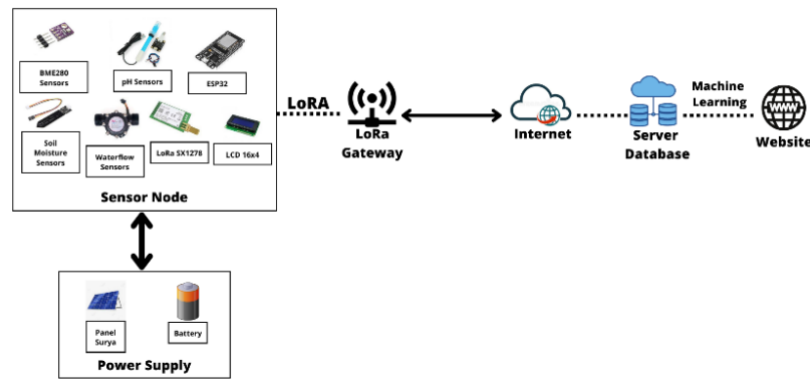 BME280
Sensors
pH Sensors
ESP32
Soil
Moisture
Sensors
Waterflow
Sensors
LoRa SX1278
LCD 16x4
Sensor Node
LoRA
LoRa
Gateway
Internet
Server
Database
Machine
Learning
WWW
Website
Panel
Surya
Battery
Power Supply